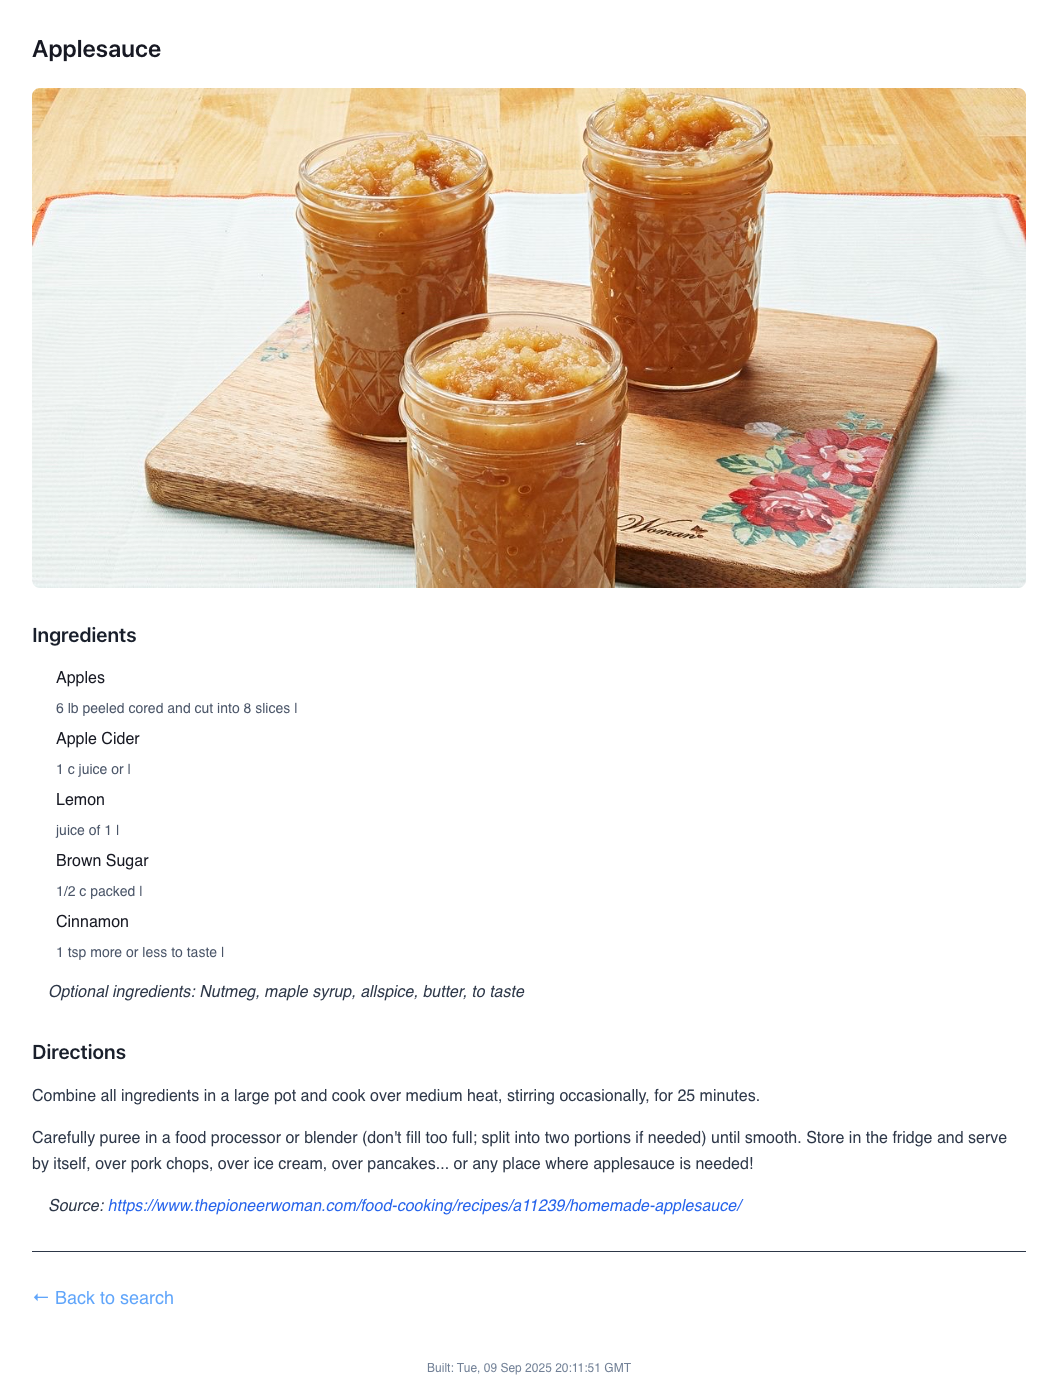 Applesauce
Woman
Ingredients
Apples
6 lb peeled cored and cut into 8 slices |
Apple Cider
1 c juice or |
Lemon
juice of 1 |
Brown Sugar
1/2 c packed |
Cinnamon
1 tsp more or less to taste |
Optional ingredients: Nutmeg, maple syrup, allspice, butter, to taste
Directions
Combine all ingredients in a large pot and cook over medium heat, stirring occasionally, for 25 minutes.
Carefully puree in a food processor or blender (don't fill too full; split into two portions if needed) until smooth. Store in the fridge and serve
by itself, over pork chops, over ice cream, over pancakes... or any place where applesauce is needed!
Source: https://www.thepioneerwoman.com/food-cooking/recipes/a11239/homemade-applesauce/
← Back to search
Built: Tue, 09 Sep 2025 20:11:51 GMT